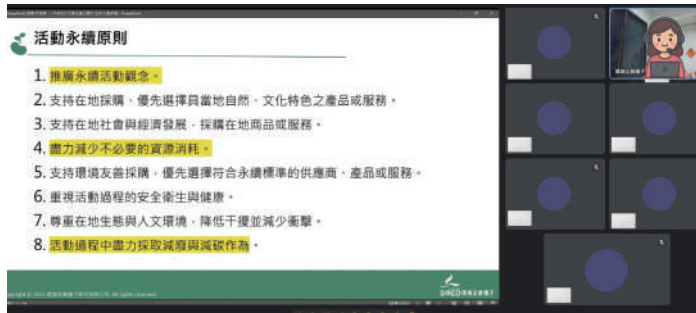 活動永續原則
1. 推廣永續活動觀念。
2. 支持在地採購、優先選擇具當地自然、文化特色之產品或服務。
3. 支持在地社會與經濟發展，採購在地商品或服務。
4. 盡力減少不必要的資源消耗。
5. 支持環境友善採購，優先選擇符合永續標準的供應商、產品或服務。
6. 重視活動過程的安全衛生與健康。
7. 尊重在地生態與人文環境，降低干擾並減少衝擊。
8. 活動過程中盡力採取減廢與減碳作為。